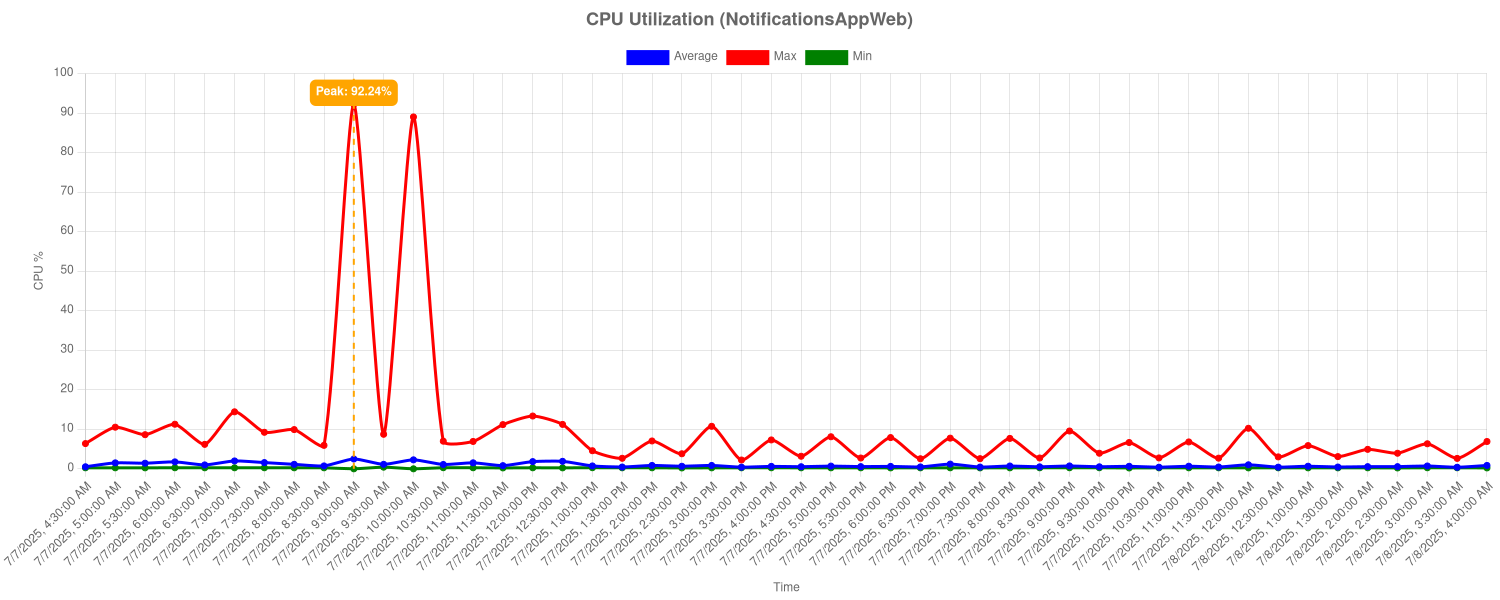 CPU Utilization (NotificationsAppWeb)
Average Max Min
Peak: 92.24%
CPU %
100
90
80
70
60
50
40
30
20
10
0
7/7/2025, 4:30:00 AM
7/7/2025, 5:00:00 AM
7/7/2025, 5:30:00 AM
7/7/2025, 6:00:00 AM
7/7/2025, 6:30:00 AM
7/7/2025, 7:00:00 AM
7/7/2025, 7:30:00 AM
7/7/2025, 8:00:00 AM
7/7/2025, 8:30:00 AM
7/7/2025, 9:00:00 AM
7/7/2025, 9:30:00 AM
7/7/2025, 10:00:00 AM
7/7/2025, 10:30:00 AM
7/7/2025, 11:00:00 AM
7/7/2025, 11:30:00 AM
7/7/2025, 12:00:00 PM
7/7/2025, 12:30:00 PM
7/7/2025, 1:00:00 PM
7/7/2025, 1:30:00 PM
7/7/2025, 2:00:00 PM
7/7/2025, 2:30:00 PM
7/7/2025, 3:00:00 PM
7/7/2025, 3:30:00 PM
7/7/2025, 4:00:00 PM
7/7/2025, 4:30:00 PM
7/7/2025, 5:00:00 PM
7/7/2025, 5:30:00 PM
7/7/2025, 6:00:00 PM
7/7/2025, 6:30:00 PM
7/7/2025, 7:00:00 PM
7/7/2025, 7:30:00 PM
7/7/2025, 8:00:00 PM
7/7/2025, 8:30:00 PM
7/7/2025, 9:00:00 PM
7/7/2025, 9:30:00 PM
7/7/2025, 10:00:00 PM
7/7/2025, 10:30:00 PM
7/7/2025, 11:00:00 PM
7/7/2025, 11:30:00 PM
7/8/2025, 12:00:00 AM
7/8/2025, 12:30:00 AM
7/8/2025, 1:00:00 AM
7/8/2025, 1:30:00 AM
7/8/2025, 2:00:00 AM
7/8/2025, 2:30:00 AM
7/8/2025, 3:00:00 AM
7/8/2025, 3:30:00 AM
7/8/2025, 4:00:00 AM
Time